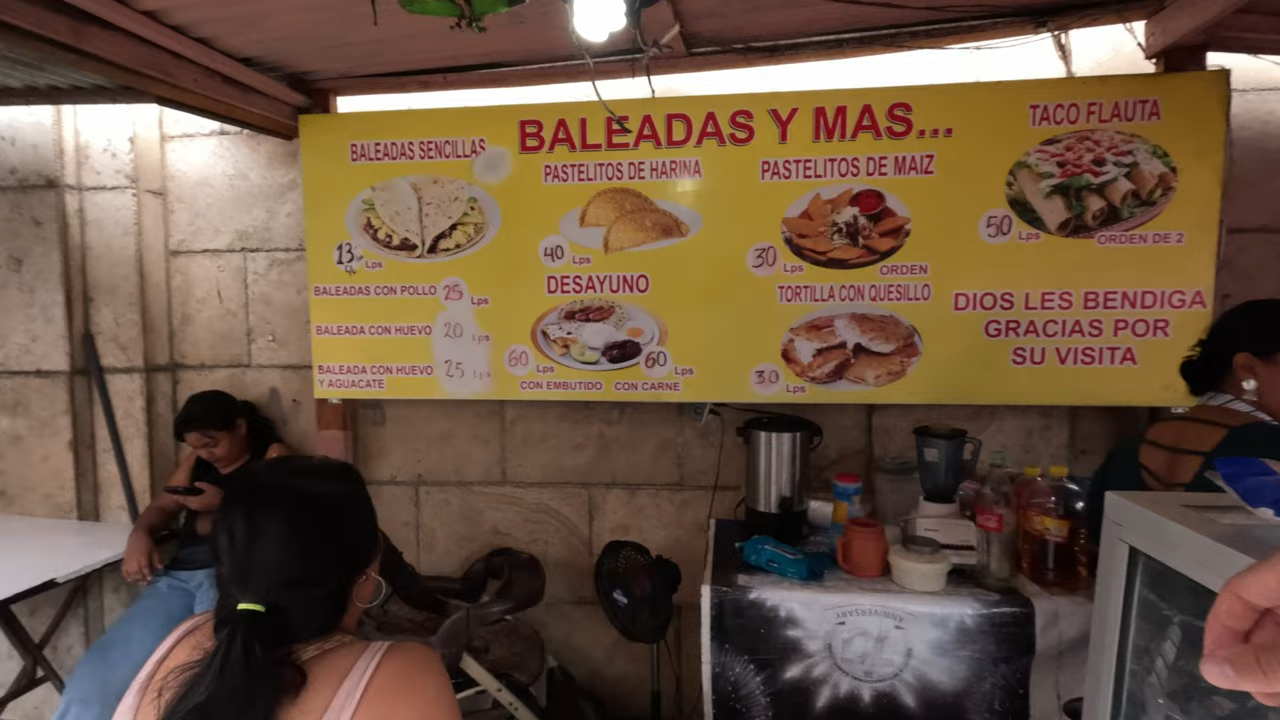 BALEADAS Y MAS...
BALEADAS SENCILLAS
13 c/u Lps
BALEADAS CON POLLO 25 Lps
BALEADA CON HUEVO 20 Lps
BALEADA CON HUEVO
Y AGUACATE 25 Lps
PASTELITOS DE HARINA
40 Lps
DESAYUNO
60 Lps 60 Lps
CON EMBUTIDO CON CARNE
PASTELITOS DE MAIZ
30 Lps ORDEN
TORTILLA CON QUESILLO
30 Lps
TACO FLAUTA
50 Lps ORDEN DE 2
DIOS LES BENDIGA
GRACIAS POR
SU VISITA
ANNIVERSARY